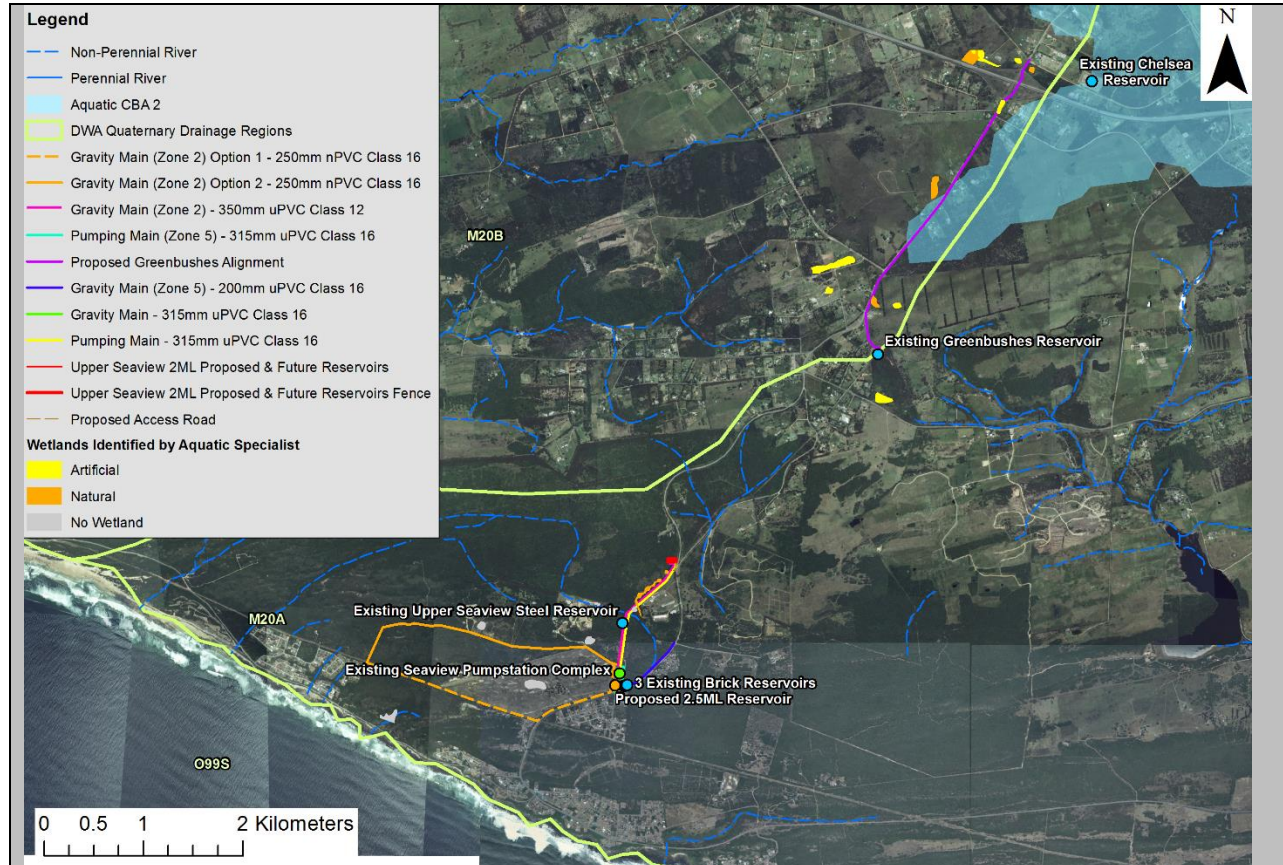 Legend
Non-Perennial River
Perennial River
Aquatic CBA 2
DWA Quaternary Drainage Regions
Gravity Main (Zone 2) Option 1 - 250mm nPVC Class 16
Gravity Main (Zone 2) Option 2 - 250mm nPVC Class 16
Gravity Main (Zone 2) - 350mm uPVC Class 12
Pumping Main (Zone 5) - 315mm uPVC Class 16
Proposed Greenbushes Alignment
Gravity Main (Zone 5) - 200mm uPVC Class 16
Gravity Main - 315mm uPVC Class 16
Pumping Main - 315mm uPVC Class 16
Upper Seaview 2ML Proposed & Future Reservoirs
Upper Seaview 2ML Proposed & Future Reservoirs Fence
Proposed Access Road
Wetlands Identified by Aquatic Specialist
Artificial
Natural
No Wetland
N
Existing Chelsea
Reservoir
M20B
Existing Greenbushes Reservoir
Existing Upper Seaview Steel Reservoir
M20A
Existing Seaview Pumpstation Complex
3 Existing Brick Reservoirs
Proposed 2.5ML Reservoir
O99S
0 0.5 1 2 Kilometers